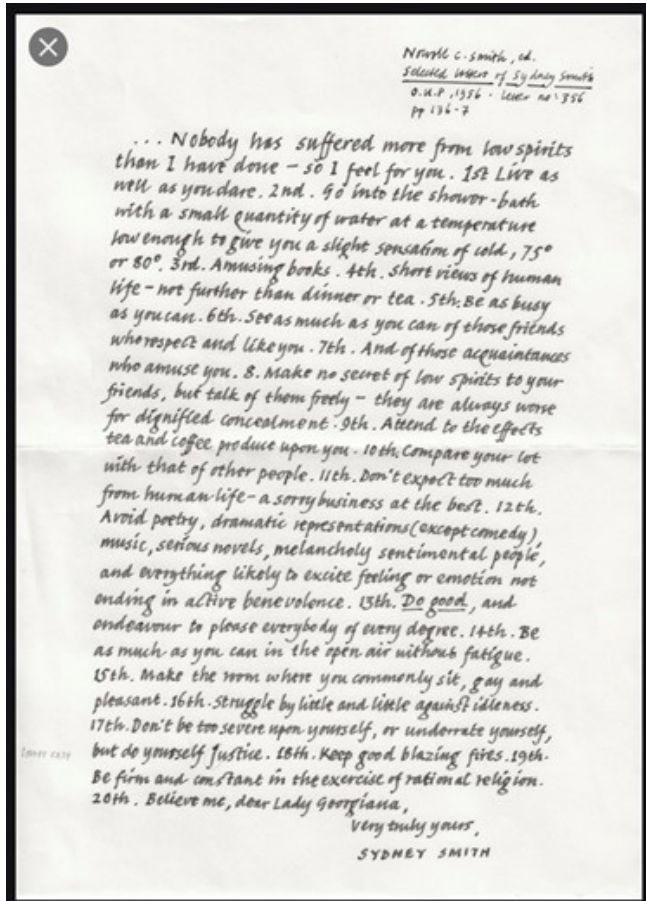 Nowell C. Smith, ed.
Selected letters of Sydney Smith
O.U.P, 1956. Letter no: 356
pp 136-7
... Nobody has suffered more from low spirits
than I have done – so I feel for you. 1st Live as
well as you dare. 2nd. Go into the shower-bath
with a small quantity of water at a temperature
low enough to give you a slight sensation of cold, 75°
or 80°. 3rd. Amusing books. 4th. Short views of human
life – not further than dinner or tea. 5th. Be as busy
as you can. 6th. See as much as you can of those friends
who respect and like you. 7th. And of those acquaintances
who amuse you. 8. Make no secret of low spirits to your
friends, but talk of them freely – they are always worse
for dignified concealment. 9th. Attend to the effects
tea and coffee produce upon you. 10th. Compare your lot
with that of other people. 11th. Don't expect too much
from human life – a sorry business at the best. 12th.
Avoid poetry, dramatic representations (except comedy),
music, serious novels, melancholy sentimental people,
and everything likely to excite feeling or emotion not
ending in active benevolence. 13th. Do good, and
endeavour to please everybody of every degree. 14th. Be
as much as you can in the open air without fatigue.
15th. Make the room where you commonly sit, gay and
pleasant. 16th. Struggle by little and little against idleness.
17th. Don't be too severe upon yourself, or underrate yourself,
lower case
but do yourself Justice. 18th. Keep good blazing fires. 19th.
Be firm and constant in the exercise of rational religion.
20th. Believe me, dear Lady Georgiana,
Very truly yours,
SYDNEY SMITH